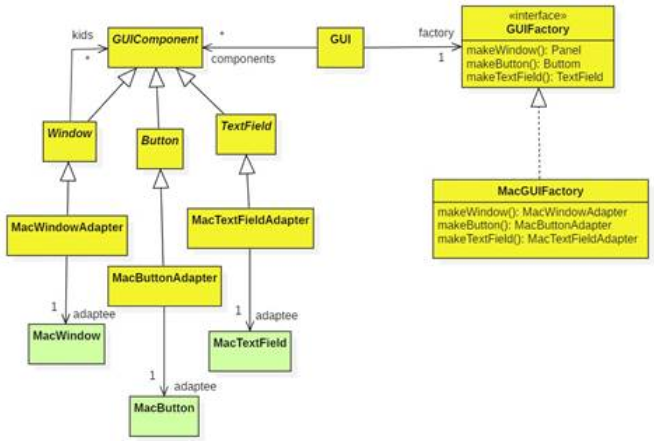 kids
*
GUIComponent
*
components
GUI
factory
1
«interface»
GUIFactory
makeWindow(): Panel
makeButton(): Buttom
makeTextField(): TextField
Window
Button
TextField
MacWindowAdapter
MacButtonAdapter
MacTextFieldAdapter
MacGUIFactory
makeWindow(): MacWindowAdapter
makeButton(): MacButtonAdapter
makeTextField(): MacTextFieldAdapter
1
adaptee
MacWindow
1
adaptee
MacButton
1
adaptee
MacTextField